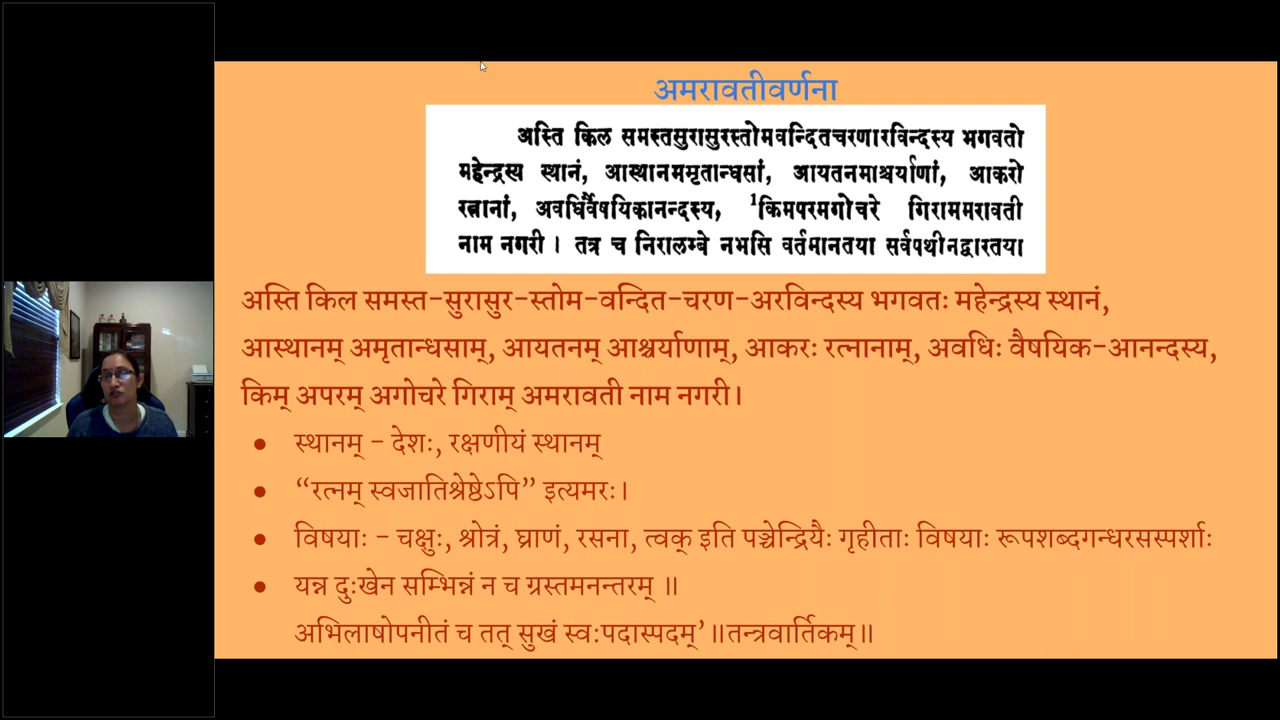 अमरावतीवर्णना
अस्ति किल समस्तसुरासुरस्तोमवन्दितचरणारविन्दस्य भगवतो
महेन्द्रस्य स्थानं, आस्थानममृतान्धसां, आयतनमाश्चर्याणां, आकरो
रत्नानां, अवधिर्वैषयिकानन्दस्य, ¹किमपरमगोचरे गिराममरावती
नाम नगरी । तत्र च निरालम्बे नभसि वर्तमानतया सर्वपथीनद्वारतया
अस्ति किल समस्त-सुरासुर-स्तोम-वन्दित-चरण-अरविन्दस्य भगवतः महेन्द्रस्य स्थानं,
आस्थानम् अमृतान्धसाम्, आयतनम् आश्चर्याणाम्, आकरः रत्नानाम्, अवधिः वैषयिक-आनन्दस्य,
किम् अपरम् अगोचरे गिराम् अमरावती नाम नगरी।
● स्थानम् - देशः, रक्षणीयं स्थानम्
● “रत्नम् स्वजातिश्रेष्ठेऽपि” इत्यमरः।
● विषयाः - चक्षुः, श्रोत्रं, घ्राणं, रसना, त्वक् इति पञ्चेन्द्रियैः गृहीताः विषयाः रूपशब्दगन्धरसस्पर्शाः
● यन्न दुःखेन सम्भिन्नं न च ग्रस्तमनन्तरम् ॥
अभिलाषोपनीतं च तत् सुखं स्वःपदास्पदम्’ ॥तन्त्रवार्तिकम्॥